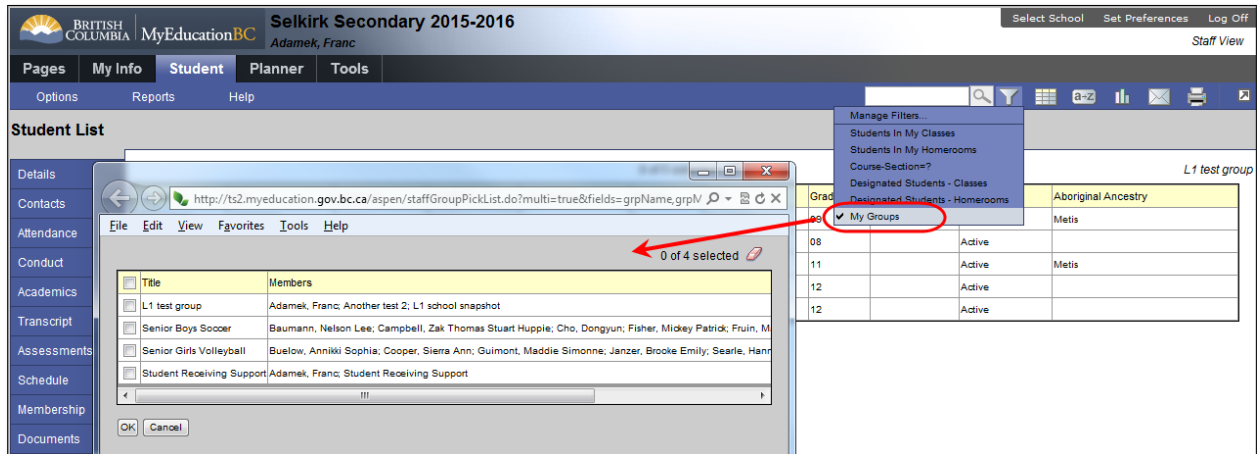 BRITISH COLUMBIA MyEducationBC Selkirk Secondary 2015-2016 Select School Set Preferences Log Off
Adamek, Franc Staff View
Pages My Info Student Planner Tools
Options Reports Help
Manage Filters...
Students In My Classes
Students In My Homerooms
Course-Section=?
Designated Students - Classes
Designated Students - Homerooms
My Groups
Student List
L1 test group
Details
Contacts
Attendance
Conduct
Academics
Transcript
Assessments
Schedule
Membership
Documents
http://ts2.myeducation.gov.bc.ca/aspen/staffGroupPickList.do?multi=true&fields=grpName,grpM
File Edit View Favorites Tools Help
0 of 4 selected
Title Members
L1 test group Adamek, Franc; Another test 2; L1 school snapshot
Senior Boys Soccer Baumann, Nelson Lee; Campbell, Zak Thomas Stuart Huppie; Cho, Dongyun; Fisher, Mickey Patrick; Fruin, M
Senior Girls Volleyball Buelow, Annikki Sophia; Cooper, Sierra Ann; Guimont, Maddie Simonne; Janzer, Brooke Emily; Searle, Hanr
Student Receiving Support Adamek, Franc; Student Receiving Support
OK Cancel
Grad Aboriginal Ancestry
09 Metis
08 Active
11 Active Metis
12 Active
12 Active